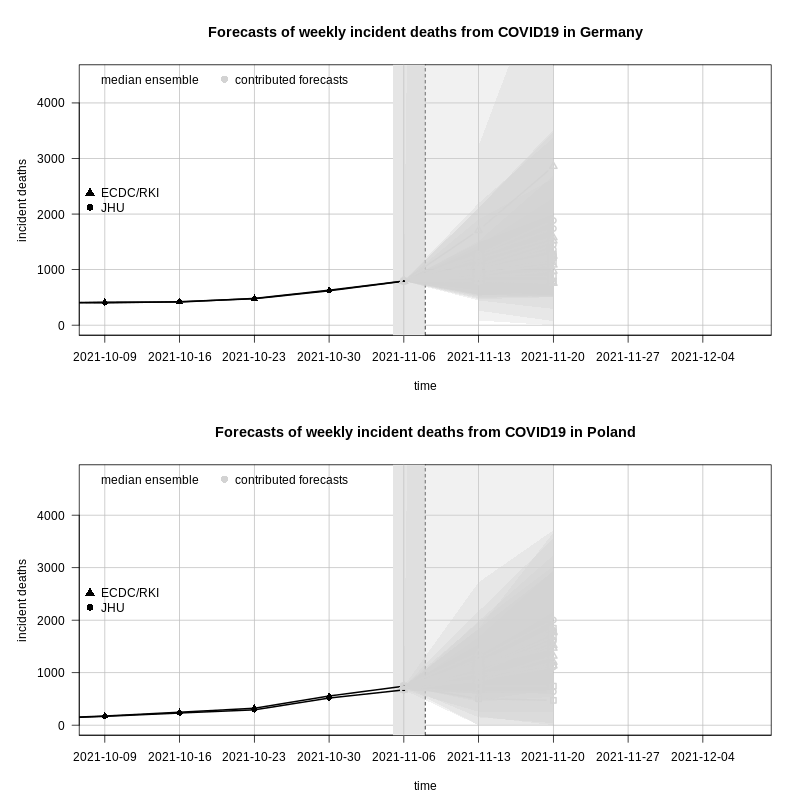 Forecasts of weekly incident deaths from COVID19 in Germany
median ensemble contributed forecasts
4000
3000
ECDC/RKI
JHU
2000
1000
0
incident deaths
2021-10-09 2021-10-16 2021-10-23 2021-10-30 2021-11-06 2021-11-13 2021-11-20 2021-11-27 2021-12-04
time
Forecasts of weekly incident deaths from COVID19 in Poland
median ensemble contributed forecasts
4000
3000
ECDC/RKI
JHU
2000
1000
0
incident deaths
2021-10-09 2021-10-16 2021-10-23 2021-10-30 2021-11-06 2021-11-13 2021-11-20 2021-11-27 2021-12-04
time